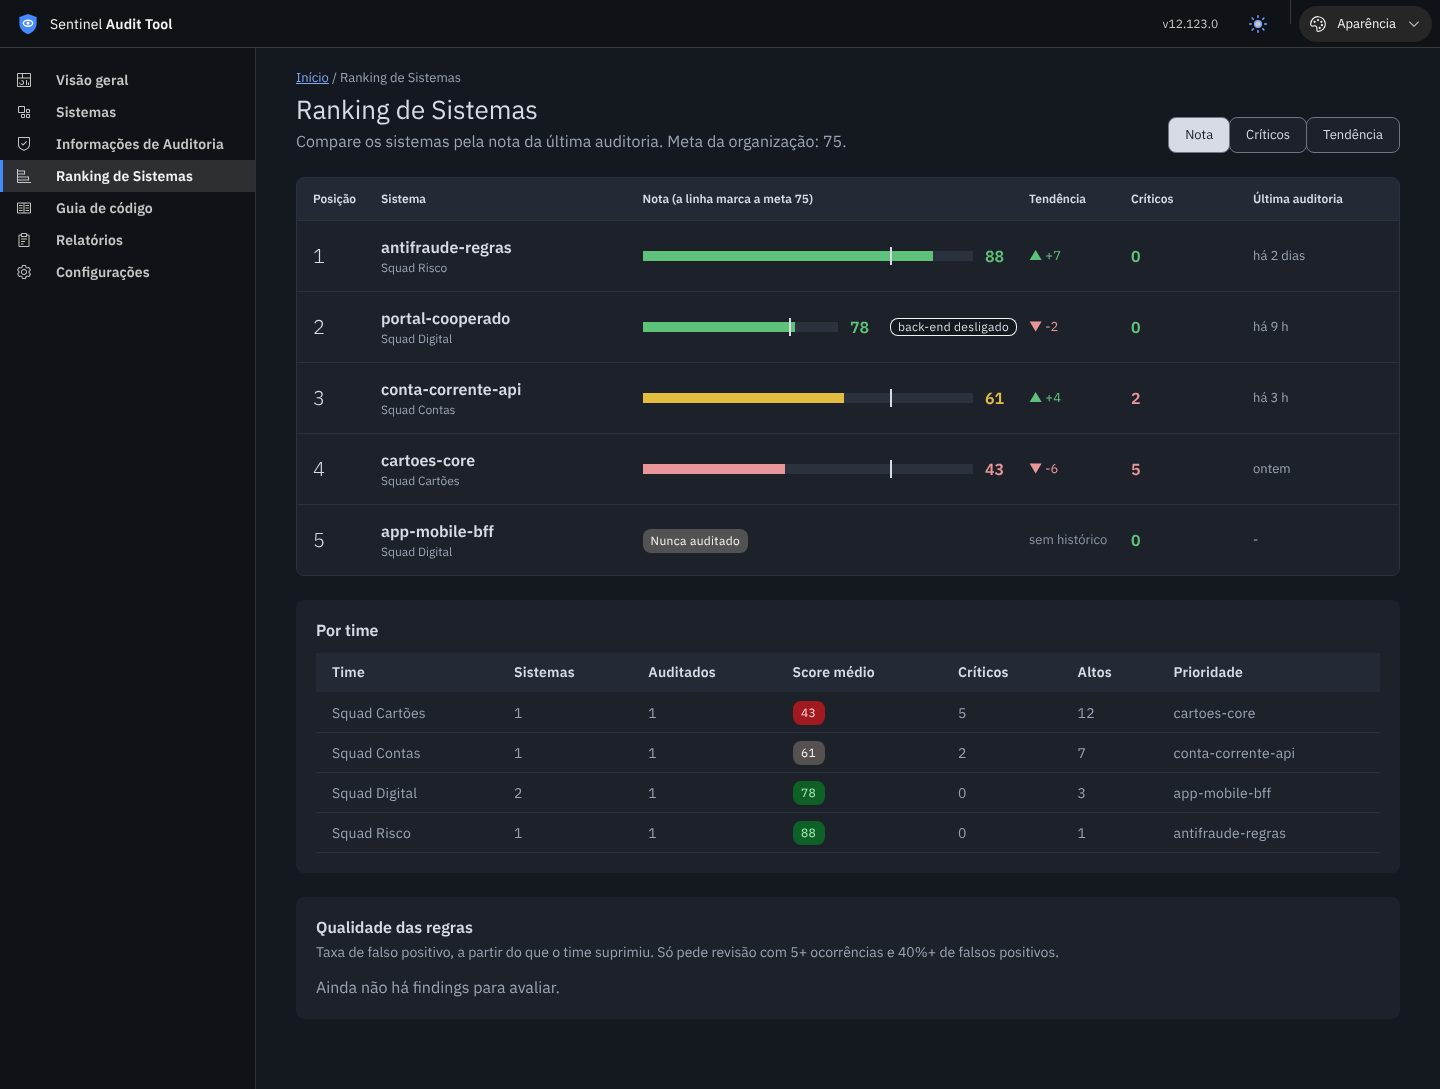 Sentinel Audit Tool
v12.123.0
Aparência
Visão geral
Sistemas
Informações de Auditoria
Ranking de Sistemas
Guia de código
Relatórios
Configurações
Início / Ranking de Sistemas
Ranking de Sistemas
Compare os sistemas pela nota da última auditoria. Meta da organização: 75.
Nota Críticos Tendência
Posição Sistema Nota (a linha marca a meta 75) Tendência Críticos Última auditoria
1 antifraude-regras 88 ▲ +7 0 há 2 dias
Squad Risco
2 portal-cooperado 78 back-end desligado ▼ -2 0 há 9 h
Squad Digital
3 conta-corrente-api 61 ▲ +4 2 há 3 h
Squad Contas
4 cartoes-core 43 ▼ -6 5 ontem
Squad Cartões
5 app-mobile-bff Nunca auditado sem histórico 0 -
Squad Digital
Por time
Time Sistemas Auditados Score médio Críticos Altos Prioridade
Squad Cartões 1 1 43 5 12 cartoes-core
Squad Contas 1 1 61 2 7 conta-corrente-api
Squad Digital 2 1 78 0 3 app-mobile-bff
Squad Risco 1 1 88 0 1 antifraude-regras
Qualidade das regras
Taxa de falso positivo, a partir do que o time suprimiu. Só pede revisão com 5+ ocorrências e 40%+ de falsos positivos.
Ainda não há findings para avaliar.